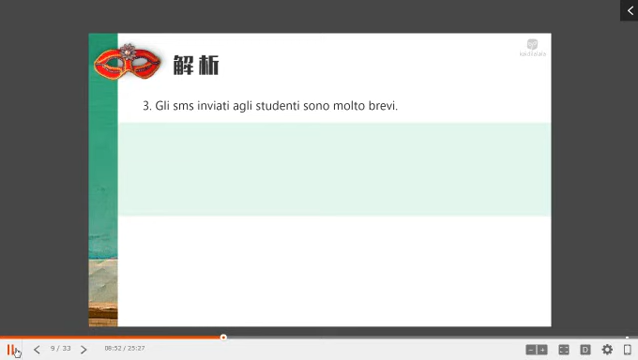 解析
3. Gli sms inviati agli studenti sono molto brevi.
9 / 33
08:52 / 25:27
D